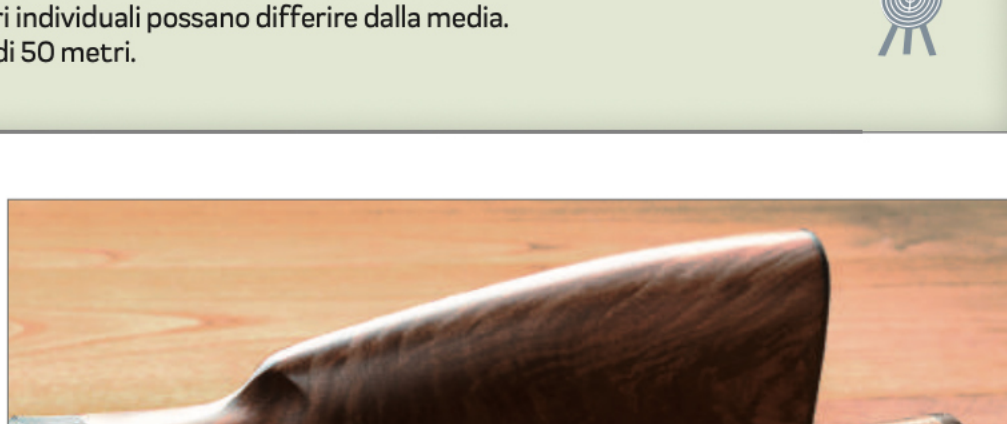 ri individuali possano differire dalla media.
di 50 metri.